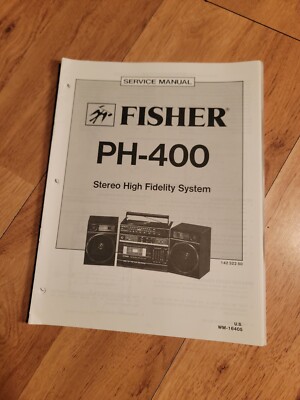 SERVICE MANUAL
FISHER®
PH-400
Stereo High Fidelity System
U.S.